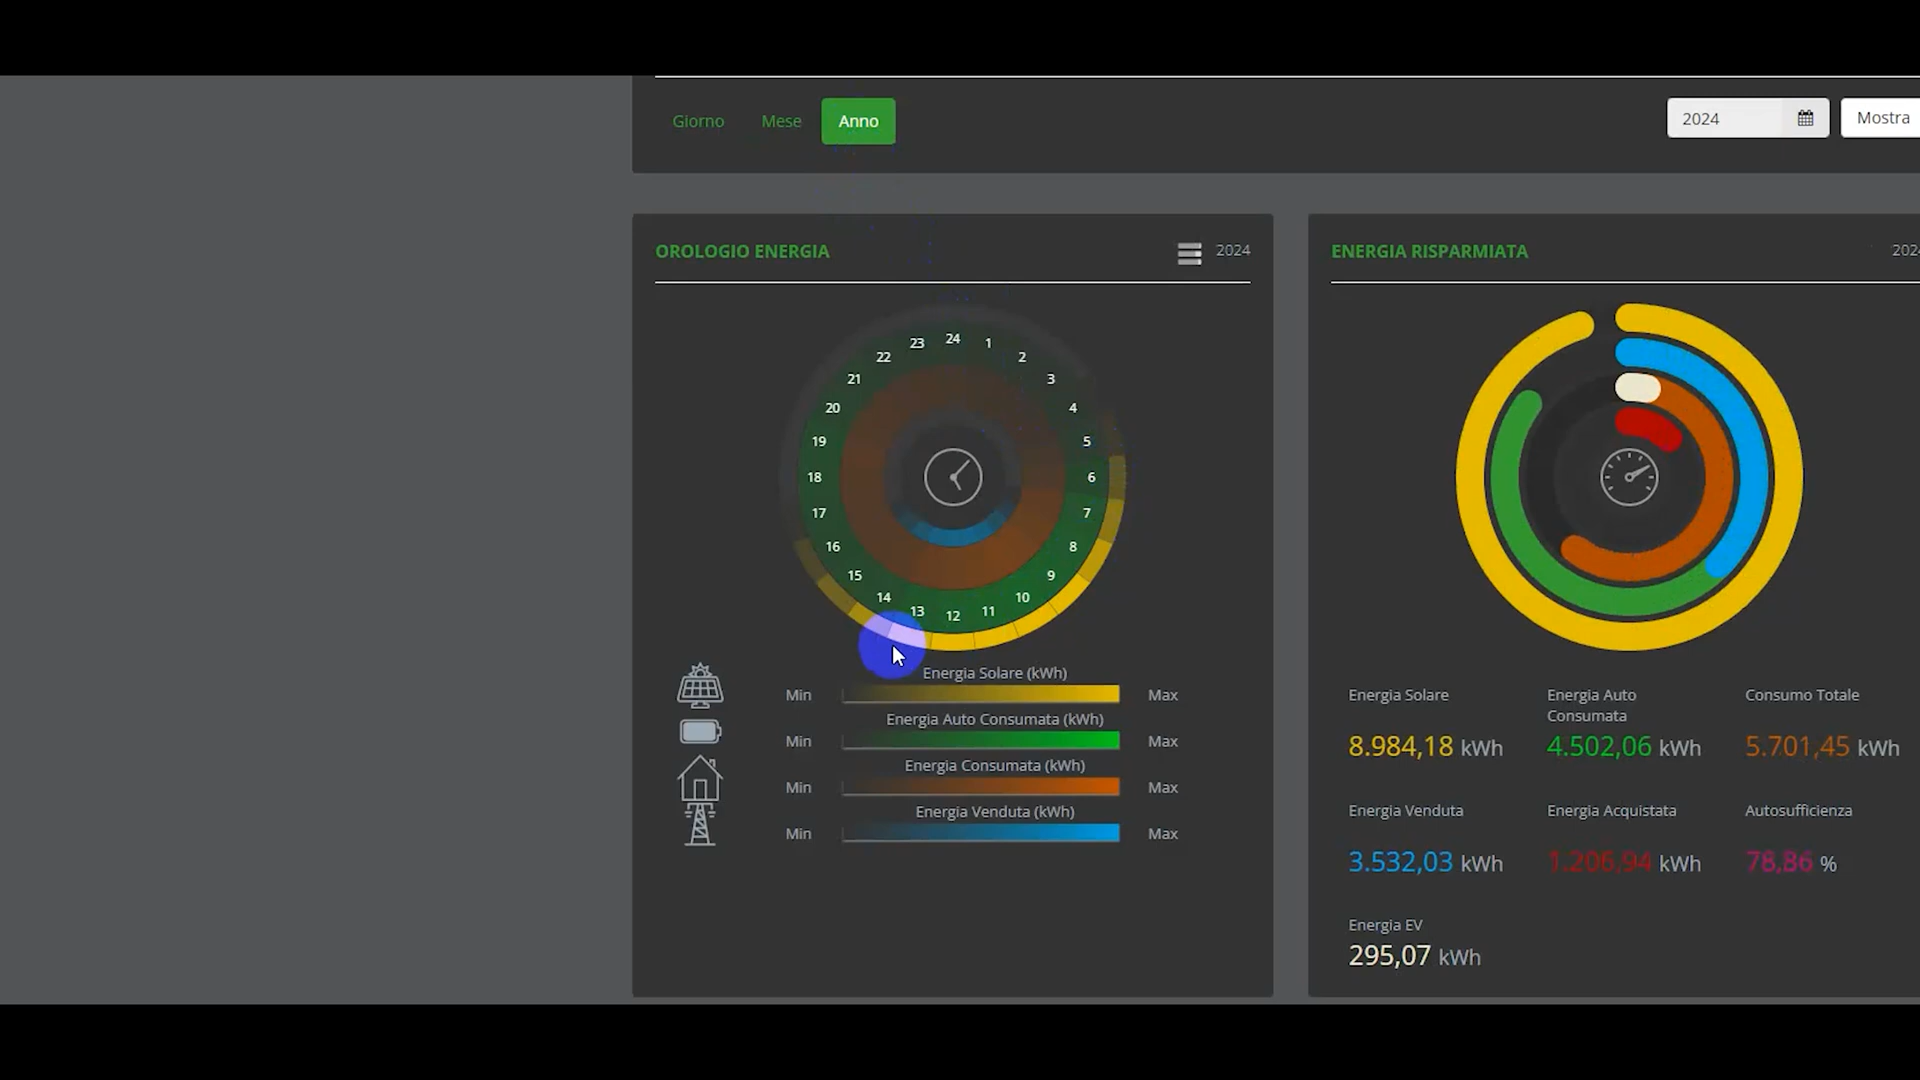 Giorno Mese Anno
2024 Mostra
OROLOGIO ENERGIA 2024
24
23 1
22 2
21 3
20 4
19 5
18 6
17 7
16 8
15 9
14 10
13 12 11
Energia Solare (kWh)
Min Max
Energia Auto Consumata (kWh)
Min Max
Energia Consumata (kWh)
Min Max
Energia Venduta (kWh)
Min Max
ENERGIA RISPARMIATA 2024
Energia Solare
8.984,18 kWh
Energia Auto
Consumata
4.502,06 kWh
Consumo Totale
5.701,45 kWh
Energia Venduta
3.532,03 kWh
Energia Acquistata
1.206,94 kWh
Autosufficienza
78,86 %
Energia EV
295,07 kWh